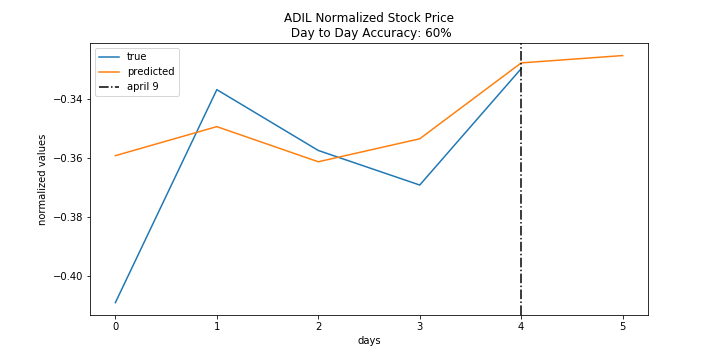 ADIL Normalized Stock Price
Day to Day Accuracy: 60%
true
predicted
april 9
normalized values
−0.34
−0.36
−0.38
−0.40
0 1 2 3 4 5
days